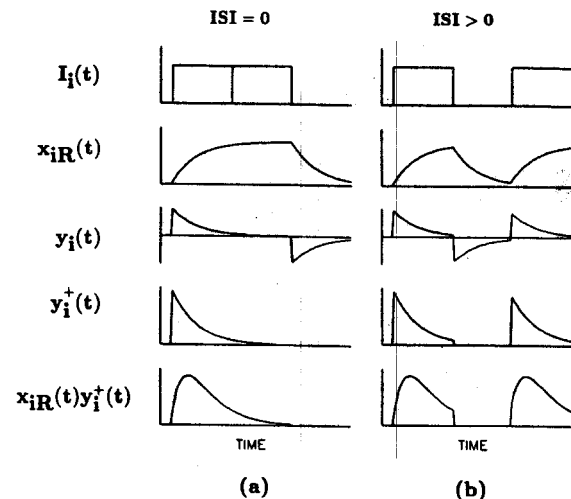 ISI = 0 ISI > 0
I_i(t)
x_iR(t)
y_i(t)
y_i^+(t)
x_iR(t)y_i^+(t)
TIME TIME
(a) (b)